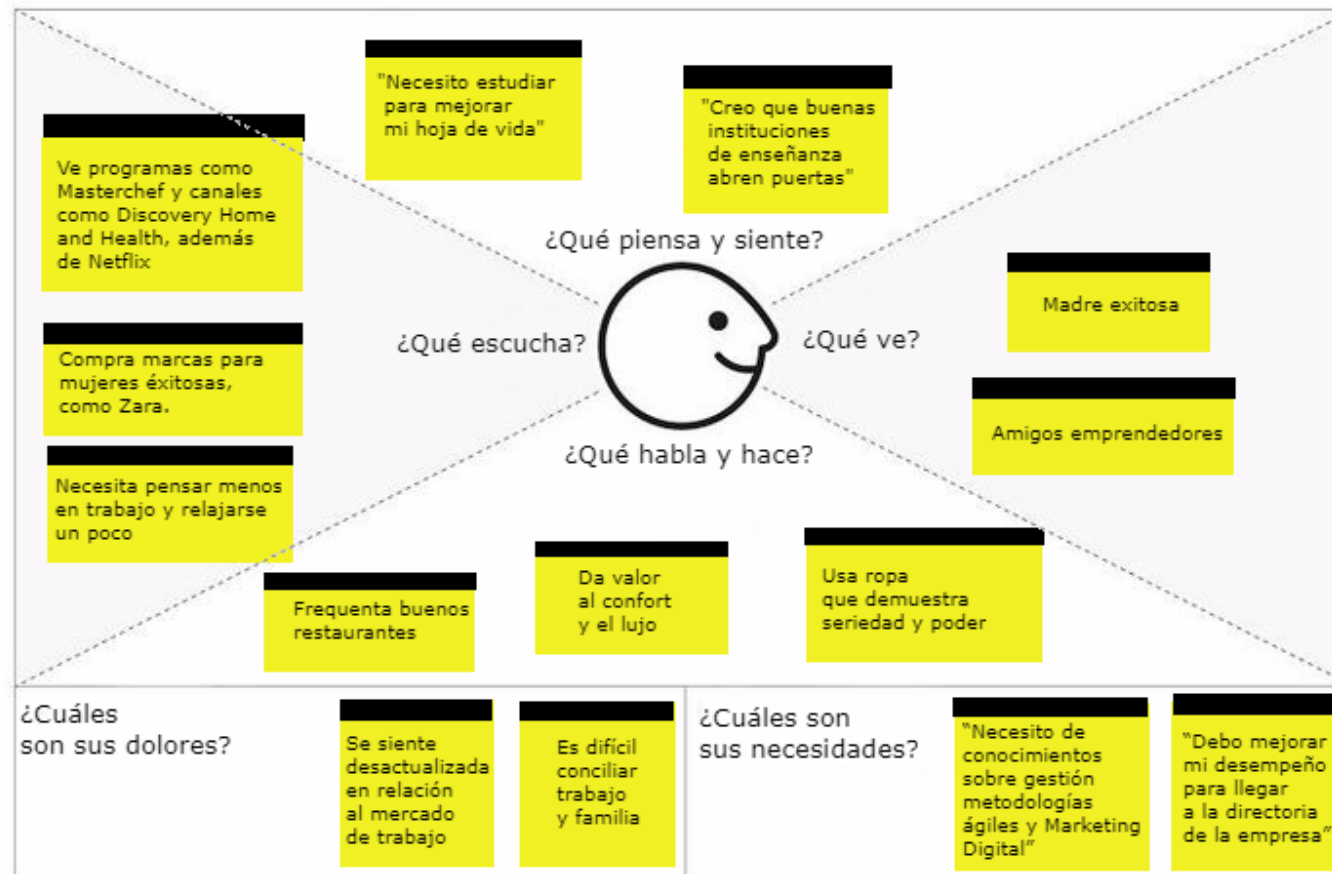 "Necesito estudiar
para mejorar
mi hoja de vida"
"Creo que buenas
instituciones
de enseñanza
abren puertas"
Ve programas como
Masterchef y canales
como Discovery Home
and Health, además
de Netflix
¿Qué piensa y siente?
Madre exitosa
¿Qué escucha?
¿Qué ve?
Compra marcas para
mujeres éxitosas,
como Zara.
Amigos emprendedores
¿Qué habla y hace?
Necesita pensar menos
en trabajo y relajarse
un poco
Frequenta buenos
restaurantes
Da valor
al confort
y el lujo
Usa ropa
que demuestra
seriedad y poder
¿Cuáles
son sus dolores?
Se siente
desactualizada
en relación
al mercado
de trabajo
Es difícil
conciliar
trabajo
y familia
¿Cuáles son
sus necesidades?
“Necesito de
conocimientos
sobre gestión
metodologías
ágiles y Marketing
Digital”
“Debo mejorar
mi desempeño
para llegar
a la directoria
de la empresa”